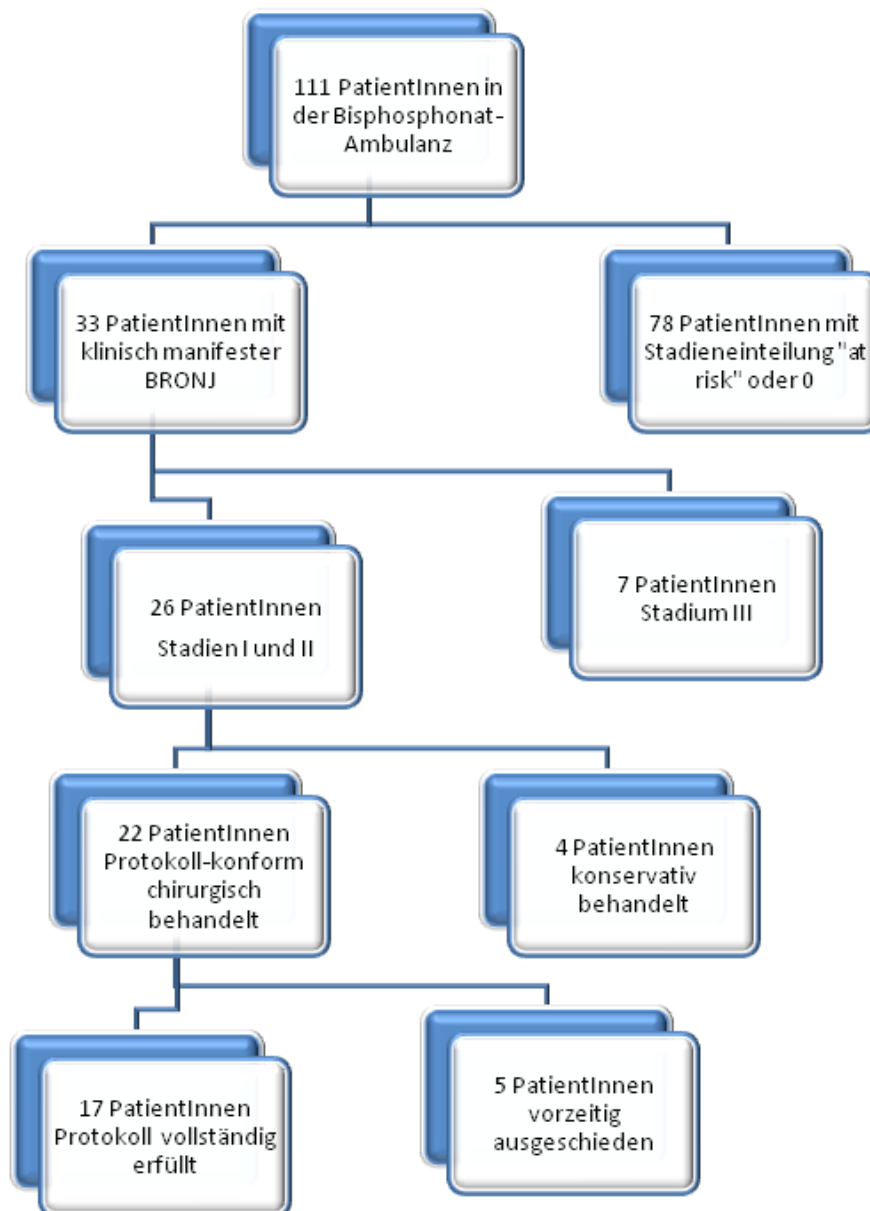 111 PatientInnen in
der Bisphosphonat-
Ambulanz
33 PatientInnen mit
klinisch manifester
BRONJ
78 PatientInnen mit
Stadieneinteilung "at
risk" oder 0
26 PatientInnen
Stadien I und II
7 PatientInnen
Stadium III
22 PatientInnen
Protokoll-konform
chirurgisch
behandelt
4 PatientInnen
konservativ
behandelt
17 PatientInnen
Protokoll vollständig
erfüllt
5 PatientInnen
vorzeitig
ausgeschieden